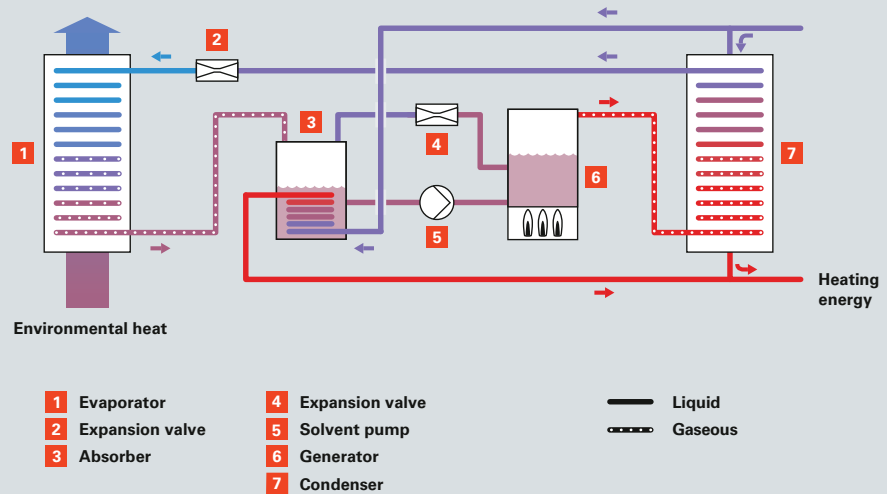 2
3
4
1
6
7
5
Heating
energy
Environmental heat
1 Evaporator
2 Expansion valve
3 Absorber
4 Expansion valve
5 Solvent pump
6 Generator
7 Condenser
Liquid
Gaseous